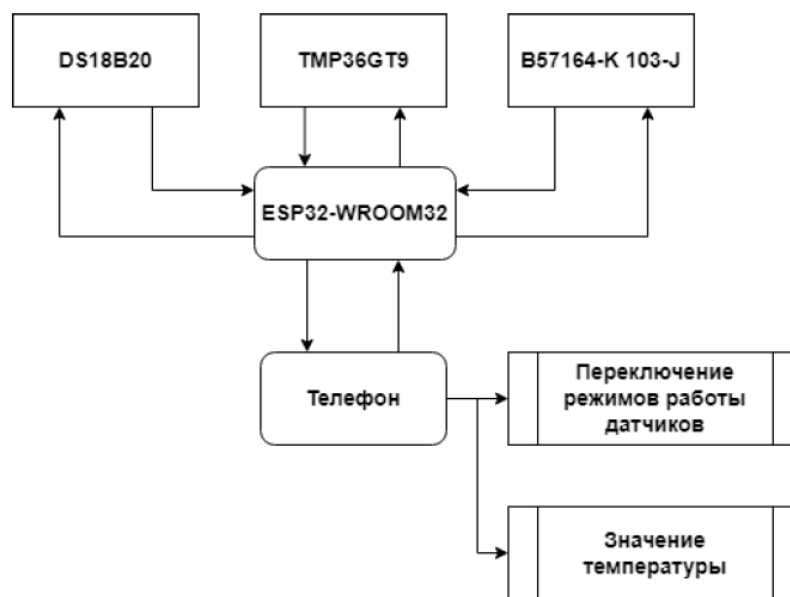 DS18B20
TMP36GT9
B57164-K 103-J
ESP32-WROOM32
Телефон
Переключение
режимов работы
датчиков
Значение
температуры